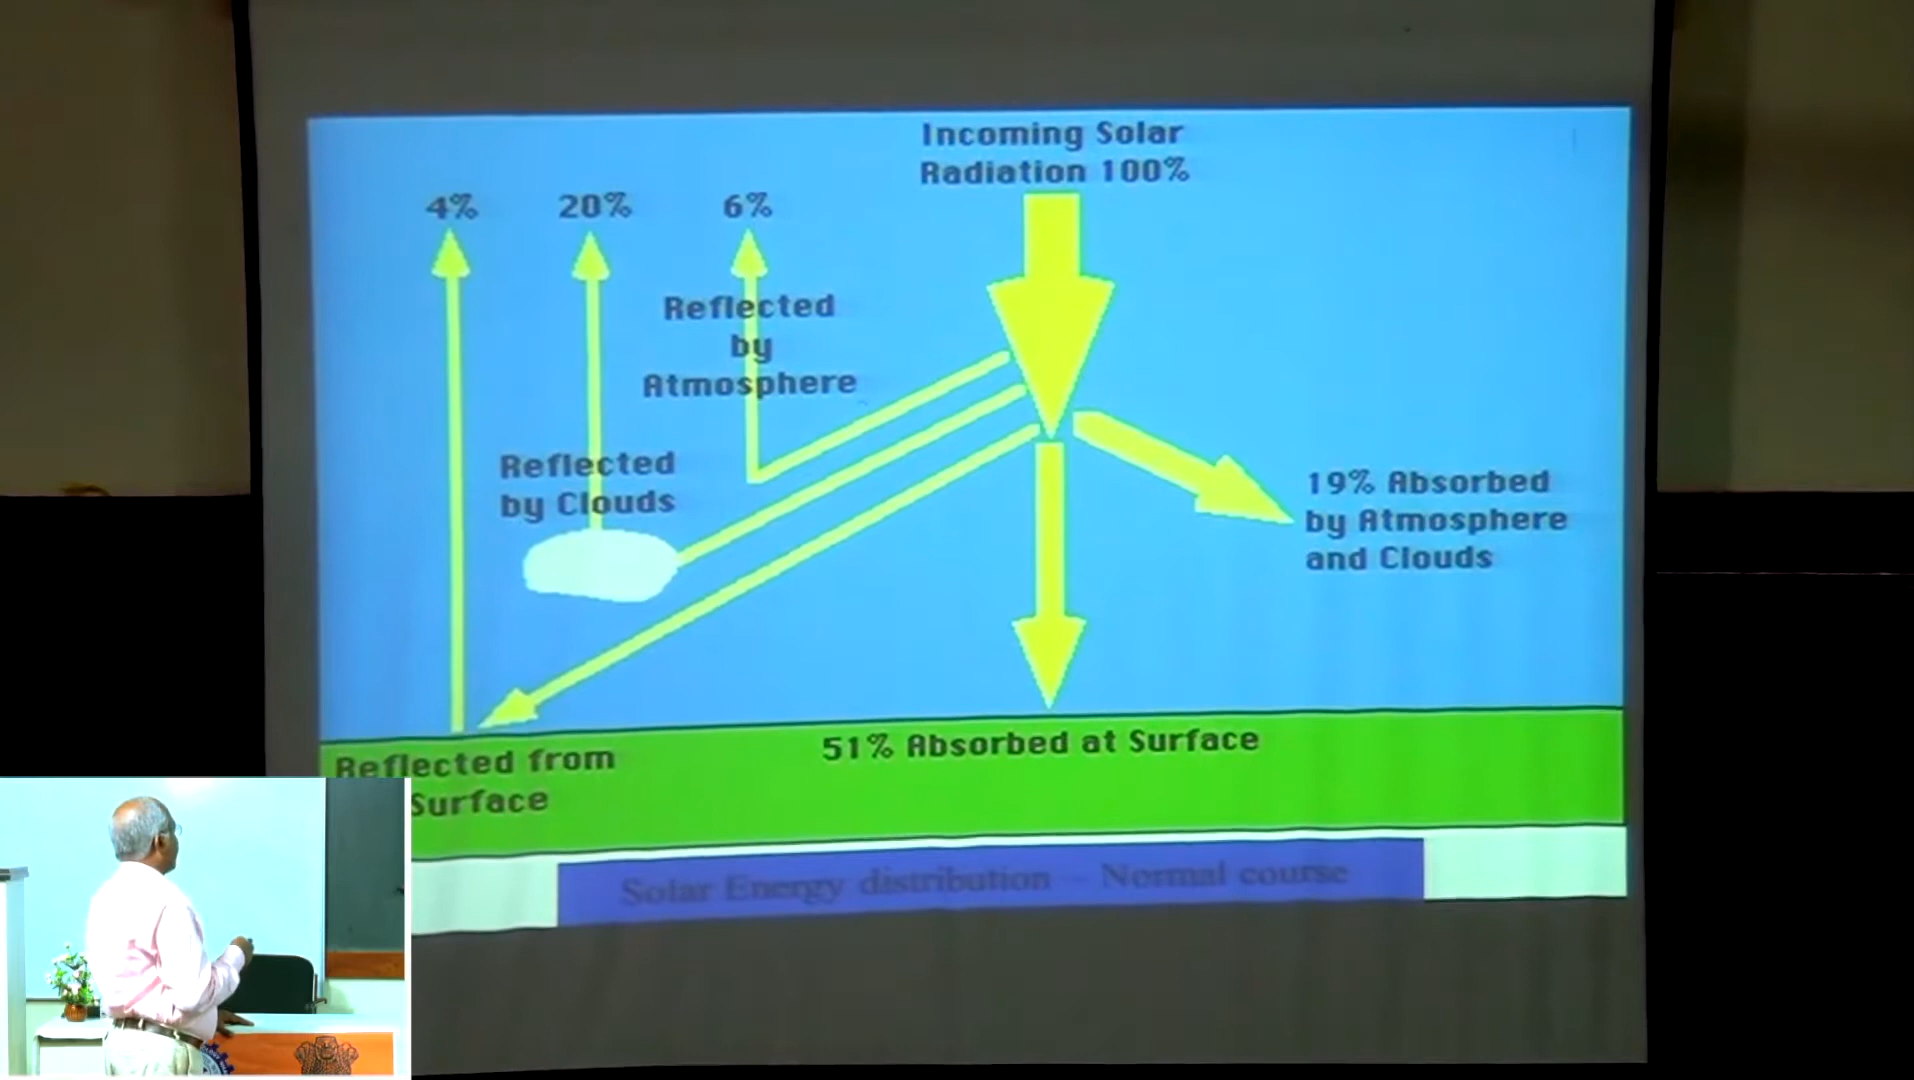 Incoming Solar
Radiation 100%
4%
20%
6%
Reflected
by
Atmosphere
Reflected
by Clouds
19% Absorbed
by Atmosphere
and Clouds
51% Absorbed at Surface
Reflected from
Surface
Solar Energy distribution – Normal course